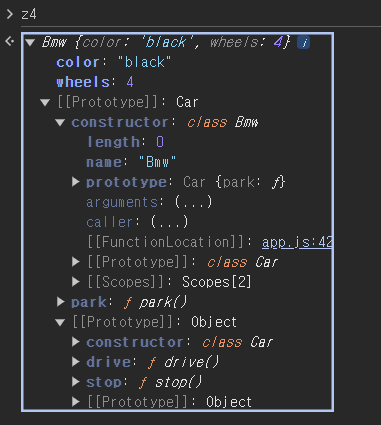 > z4
<· ▼ Bmw {color: 'black', wheels: 4} i
color: "black"
wheels: 4
▼ [[Prototype]]: Car
▼ constructor: class Bmw
length: 0
name: "Bmw"
▶ prototype: Car {park: ƒ}
arguments: (...)
caller: (...)
[[FunctionLocation]]: app.js:42
▶ [[Prototype]]: class Car
▶ [[Scopes]]: Scopes[2]
▶ park: ƒ park()
▼ [[Prototype]]: Object
▶ constructor: class Car
▶ drive: ƒ drive()
▶ stop: ƒ stop()
▶ [[Prototype]]: Object